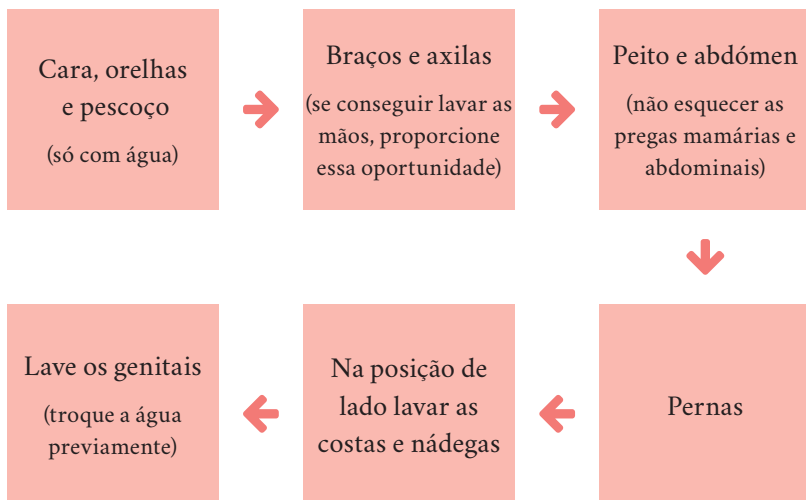 Cara, orelhas
e pescoço
(só com água)
Braços e axilas
(se conseguir lavar as
mãos, proporcione
essa oportunidade)
Peito e abdómen
(não esquecer as
pregas mamárias e
abdominais)
Pernas
Na posição de
lado lavar as
costas e nádegas
Lave os genitais
(troque a água
previamente)